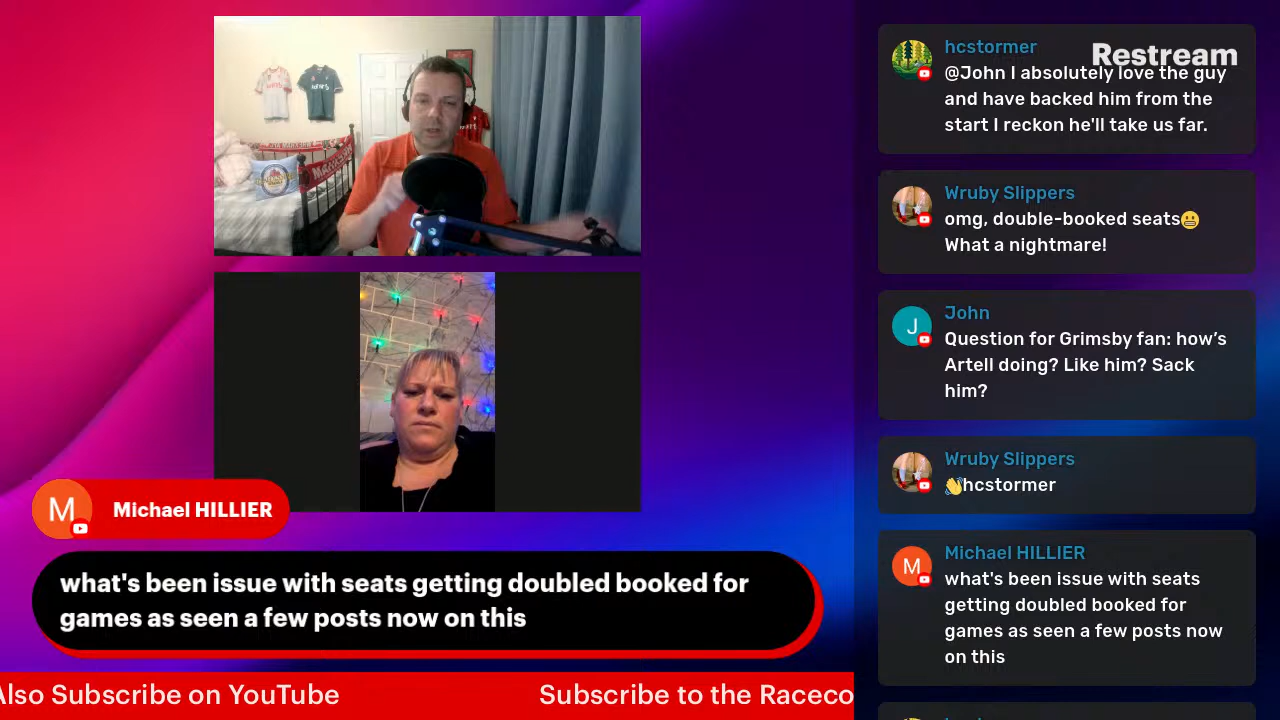 hcstormer
Restream
@John I absolutely love the guy
and have backed him from the
start I reckon he'll take us far.
Wruby Slippers
omg, double-booked seats😬
What a nightmare!
J
John
Question for Grimsby fan: how’s
Artell doing? Like him? Sack
him?
Wruby Slippers
👋hcstormer
M
Michael HILLIER
what's been issue with seats
getting doubled booked for
games as seen a few posts now
on this
M
Michael HILLIER
what's been issue with seats getting doubled booked for
games as seen a few posts now on this
Also Subscribe on YouTube
Subscribe to the Raceco